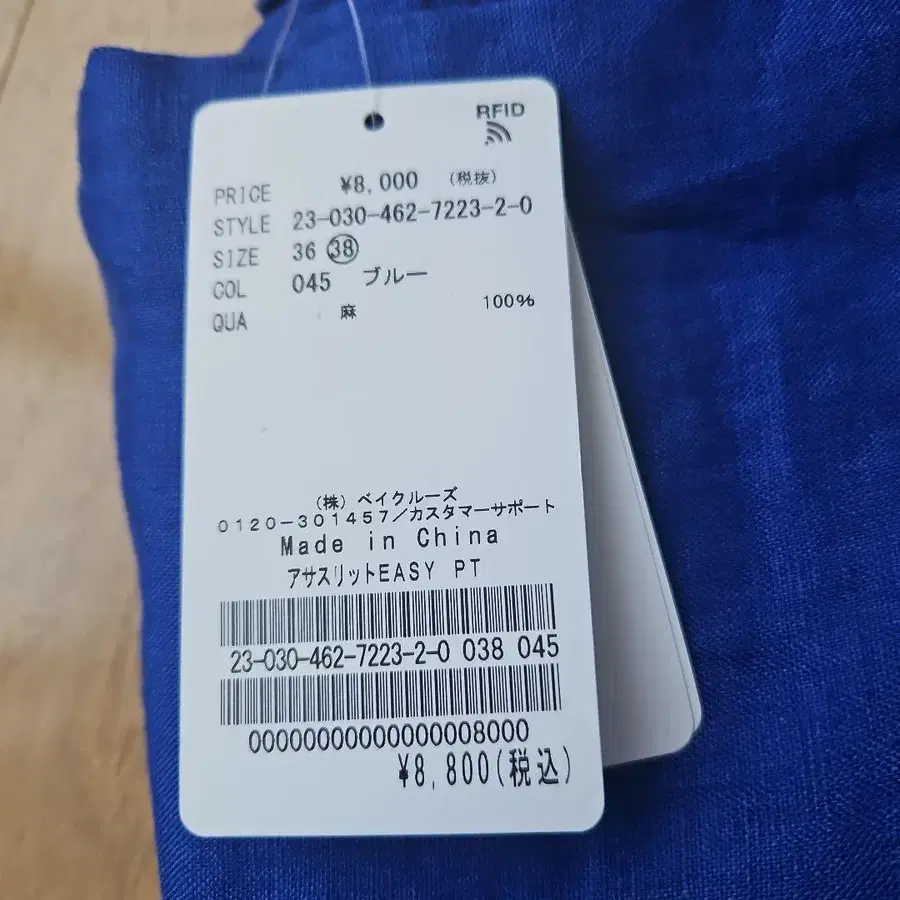 RFID
PRICE ¥8,000 (税抜)
STYLE 23-030-462-7223-2-0
SIZE 36 38
COL 045 ブルー
QUA 麻 100%
(株) ベイクルーズ
0120-301457/カスタマーサポート
Made in China
アサスリットEASY PT
23-030-462-7223-2-0 038 045
00000000000000008000
¥8,800(税込)